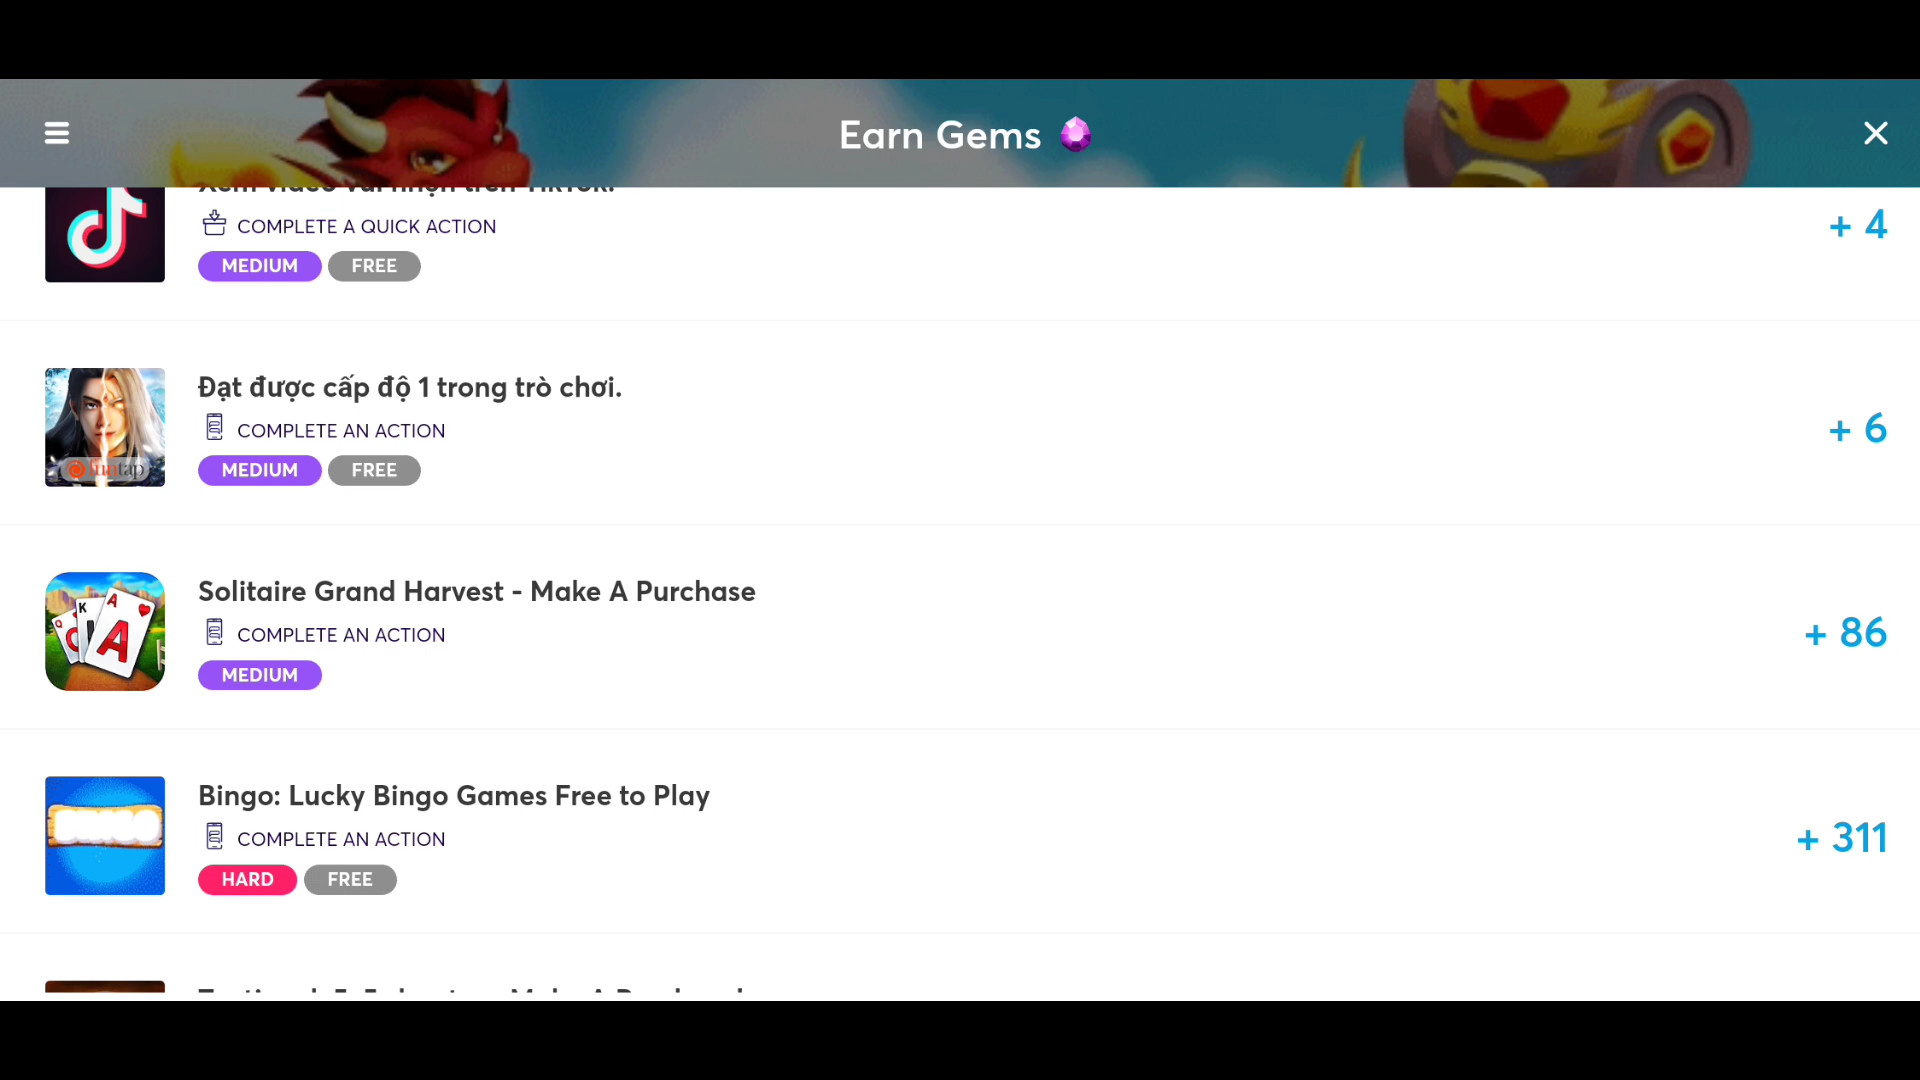 Earn Gems
COMPLETE A QUICK ACTION
MEDIUM FREE
+ 4
Đạt được cấp độ 1 trong trò chơi.
COMPLETE AN ACTION
MEDIUM FREE
+ 6
funtap
Solitaire Grand Harvest - Make A Purchase
COMPLETE AN ACTION
MEDIUM
+ 86
Bingo: Lucky Bingo Games Free to Play
COMPLETE AN ACTION
HARD FREE
+ 311